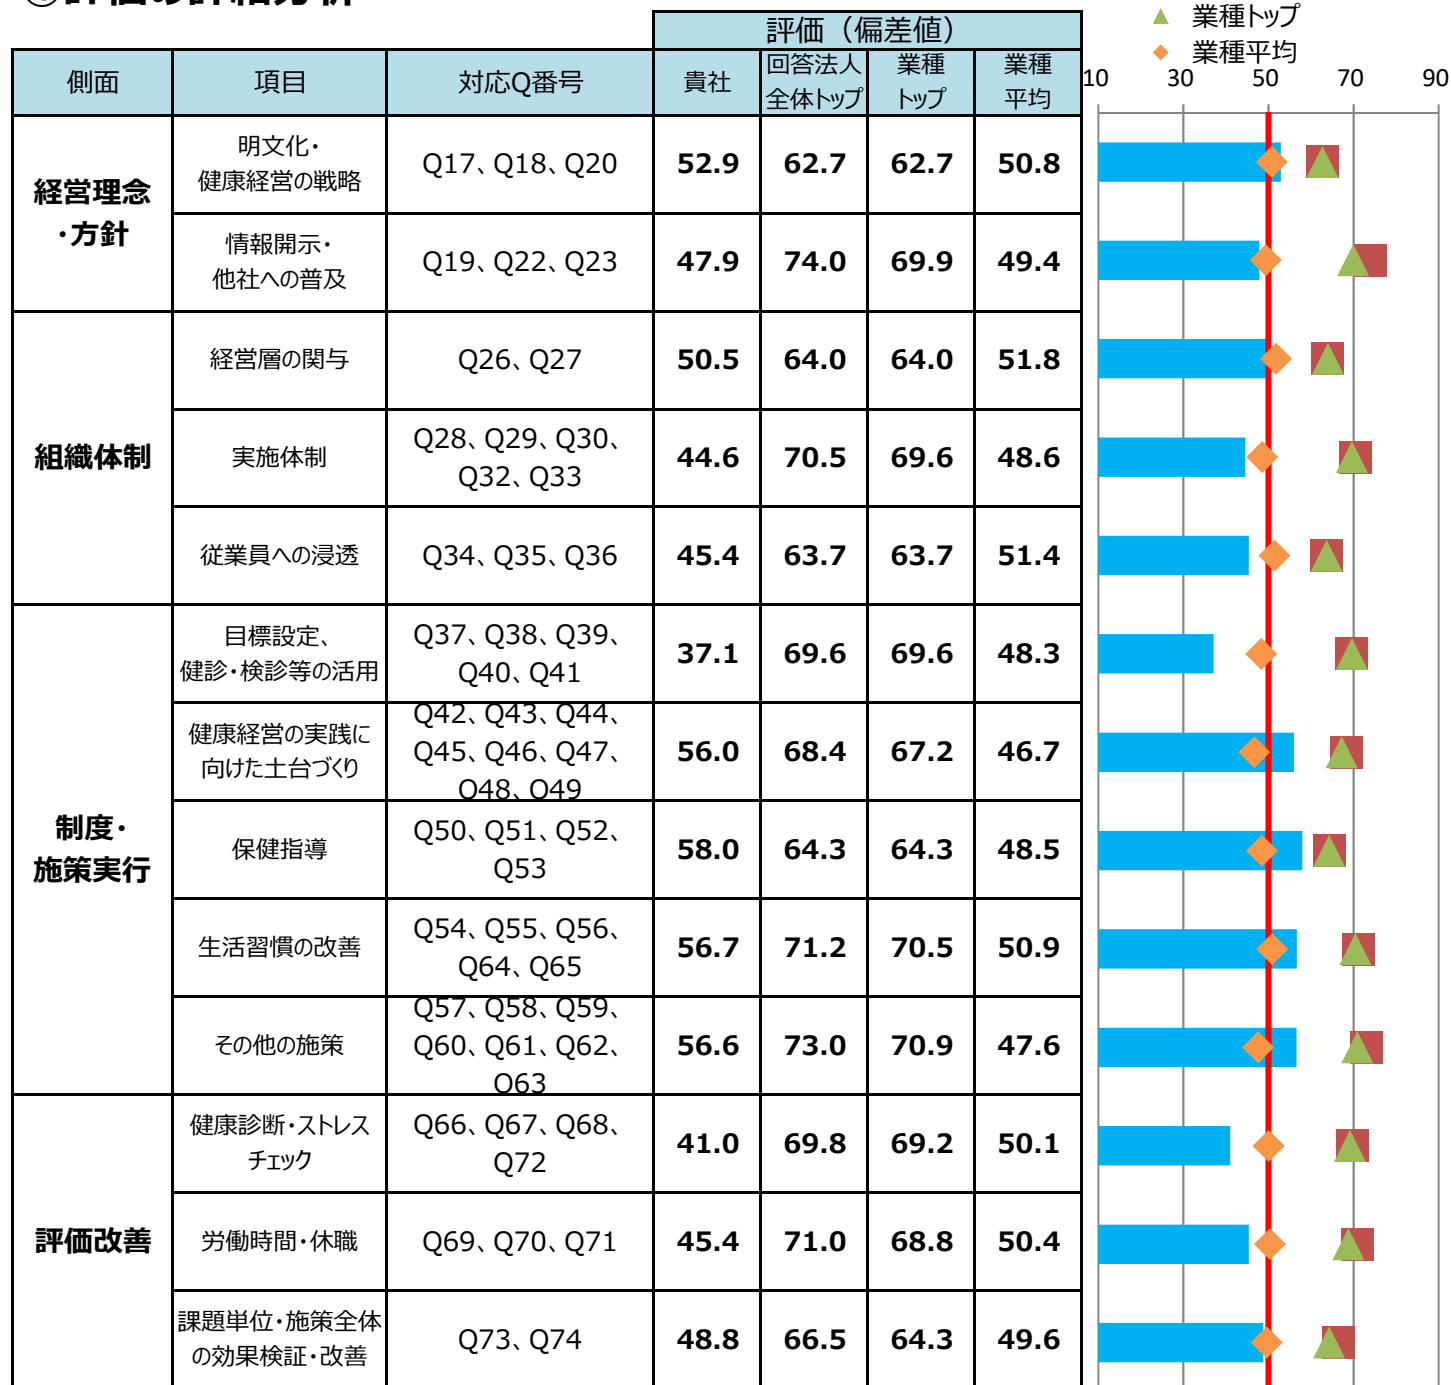 ①評価の詳細分析
業種トップ
業種平均
評価（偏差値）
側面 項目 対応Q番号 貴社 回答法人 業種 業種
全体トップ トップ 平均
10 30 50 70 90
経営理念
・方針
明文化・
健康経営の戦略
Q17、Q18、Q20 52.9 62.7 62.7 50.8
情報開示・
他社への普及
Q19、Q22、Q23 47.9 74.0 69.9 49.4
組織体制
経営層の関与 Q26、Q27 50.5 64.0 64.0 51.8
実施体制
Q28、Q29、Q30、
Q32、Q33
44.6 70.5 69.6 48.6
従業員への浸透 Q34、Q35、Q36 45.4 63.7 63.7 51.4
制度・
施策実行
目標設定、
健診・検診等の活用
Q37、Q38、Q39、
Q40、Q41
37.1 69.6 69.6 48.3
健康経営の実践に
向けた土台づくり
Q42、Q43、Q44、
Q45、Q46、Q47、
Q48、Q49
56.0 68.4 67.2 46.7
保健指導
Q50、Q51、Q52、
Q53
58.0 64.3 64.3 48.5
生活習慣の改善
Q54、Q55、Q56、
Q64、Q65
56.7 71.2 70.5 50.9
その他の施策
Q57、Q58、Q59、
Q60、Q61、Q62、
Q63
56.6 73.0 70.9 47.6
評価改善
健康診断・ストレス
チェック
Q66、Q67、Q68、
Q72
41.0 69.8 69.2 50.1
労働時間・休職 Q69、Q70、Q71 45.4 71.0 68.8 50.4
課題単位・施策全体
の効果検証・改善
Q73、Q74 48.8 66.5 64.3 49.6